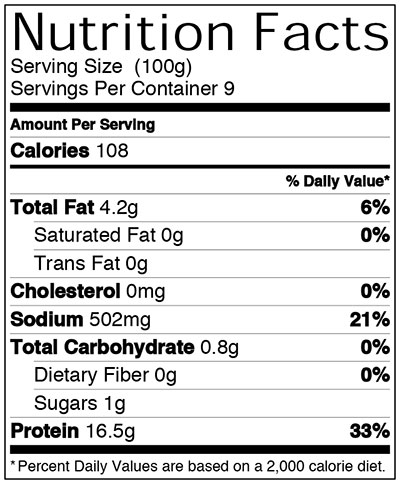 Nutrition Facts
Serving Size (100g)
Servings Per Container 9
Amount Per Serving
Calories 108
% Daily Value*
Total Fat 4.2g 6%
Saturated Fat 0g 0%
Trans Fat 0g
Cholesterol 0mg 0%
Sodium 502mg 21%
Total Carbohydrate 0.8g 0%
Dietary Fiber 0g 0%
Sugars 1g
Protein 16.5g 33%
*Percent Daily Values are based on a 2,000 calorie diet.